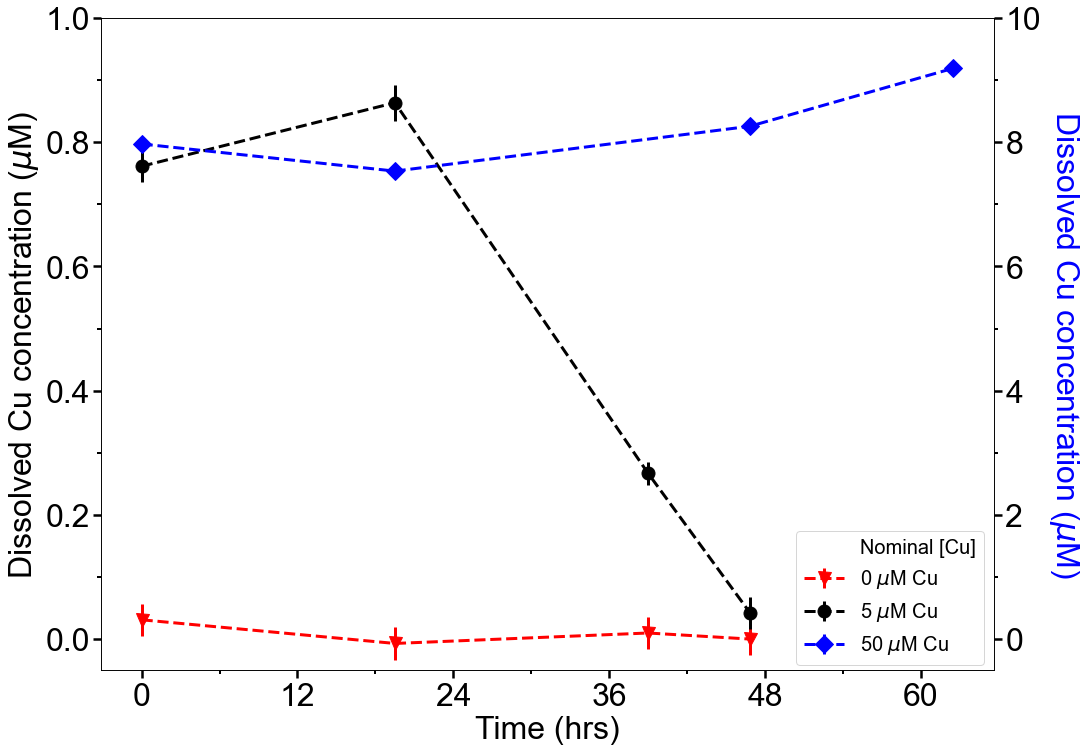 1.0
0.8
0.6
0.4
0.2
0.0
Dissolved Cu concentration (μM)
10
8
6
4
2
0
Dissolved Cu concentration (μM)
Nominal [Cu]
0 μM Cu
5 μM Cu
50 μM Cu
0 12 24 36 48 60
Time (hrs)